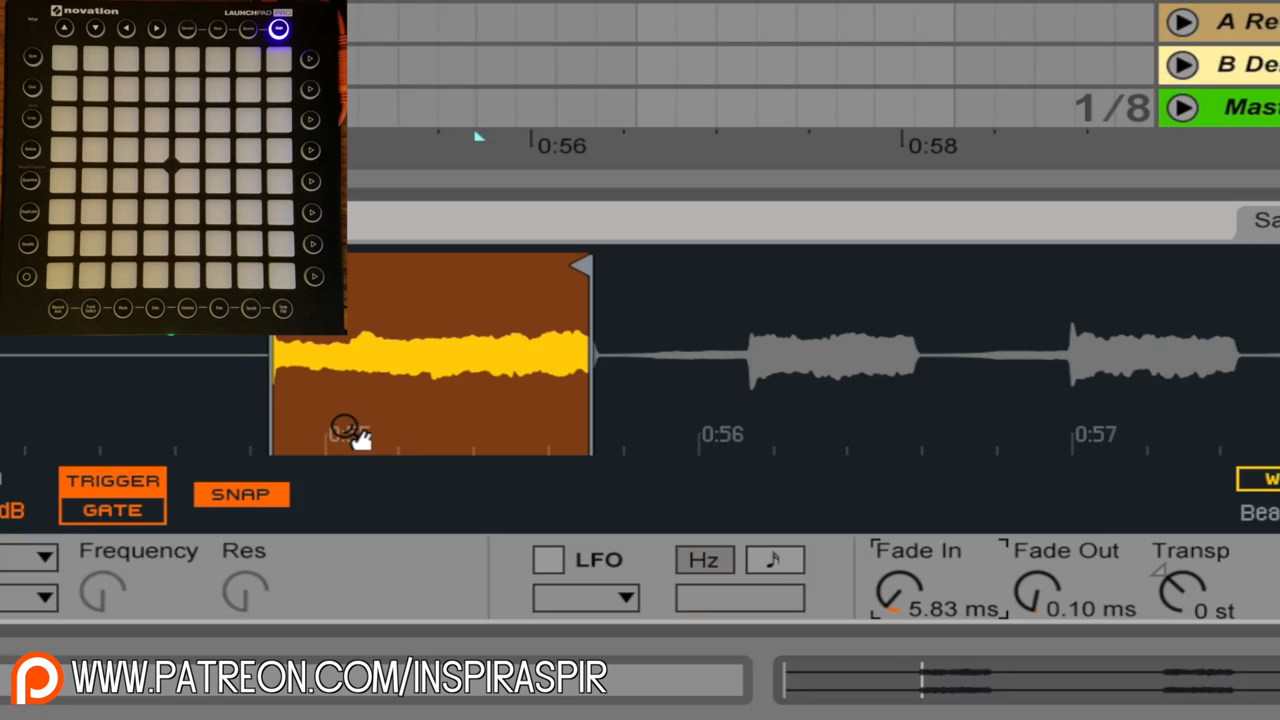 novation
LAUNCHPAD PRO
A Re
B De
1/8
Mast
0:56
0:58
Sa
0:56
0:57
TRIGGER
GATE
SNAP
dB
W
Bea
Frequency
Res
LFO
Hz
Fade In
Fade Out
Transp
5.83 ms
0.10 ms
0 st
WWW.PATREON.COM/INSPIRASPIR